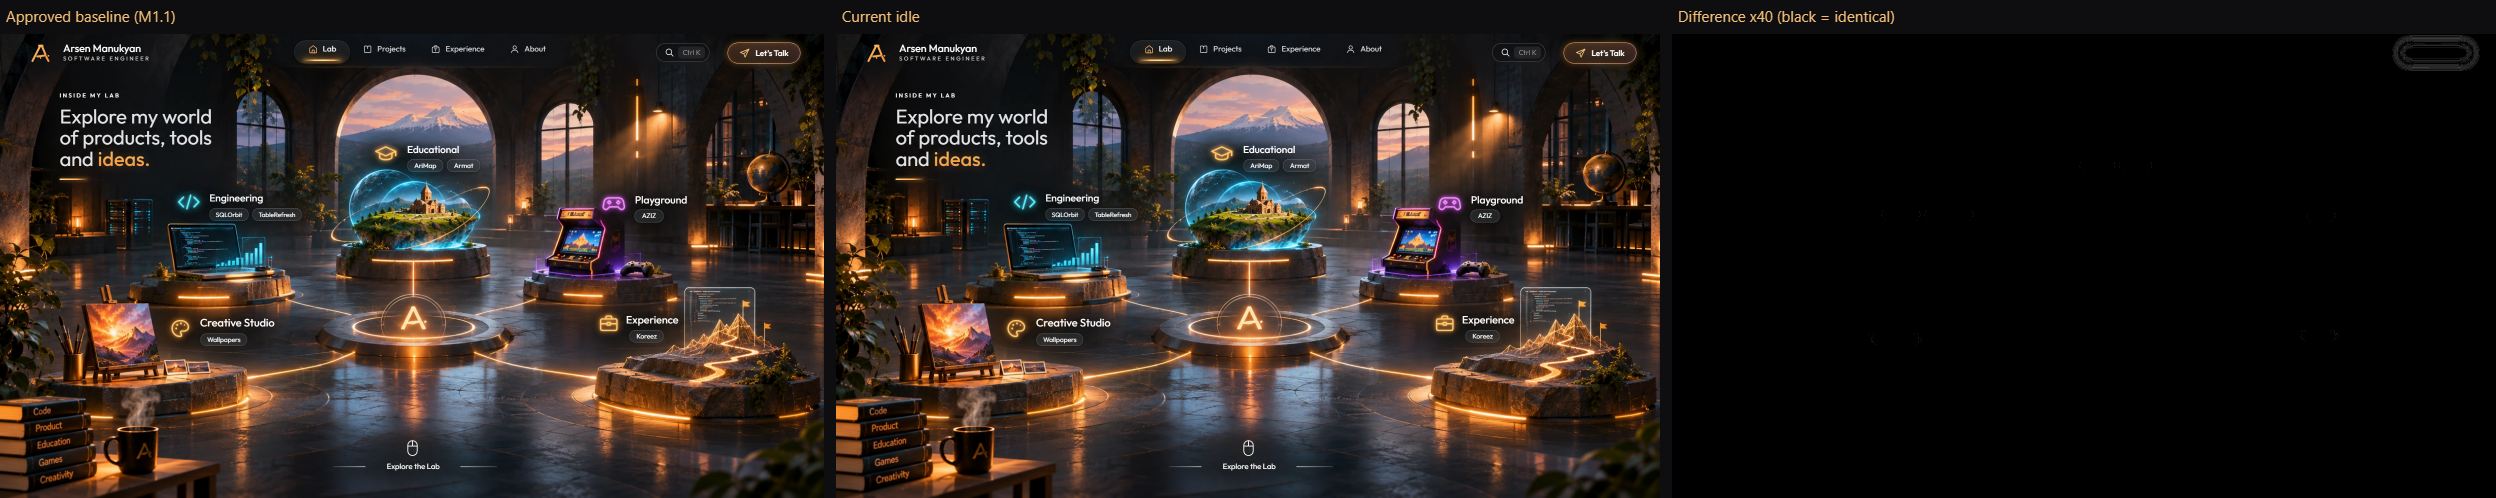 Approved baseline (M1.1)
Arsen Manukyan
SOFTWARE ENGINEER
Lab
Projects
Experience
About
Ctrl K
Let's Talk
INSIDE MY LAB
Explore my world
of products, tools
and ideas.
Educational
AriMap
Armat
Engineering
SQLOrbit
TableRefresh
Playground
AZIZ
Creative Studio
Wallpapers
Experience
Koreez
Code
Product
Education
Games
Creativity
Explore the Lab
Current idle
Arsen Manukyan
SOFTWARE ENGINEER
Lab
Projects
Experience
About
Ctrl K
Let's Talk
INSIDE MY LAB
Explore my world
of products, tools
and ideas.
Educational
AriMap
Armat
Engineering
SQLOrbit
TableRefresh
Playground
AZIZ
Creative Studio
Wallpapers
Experience
Koreez
Code
Product
Education
Games
Creativity
Explore the Lab
Difference x40 (black = identical)